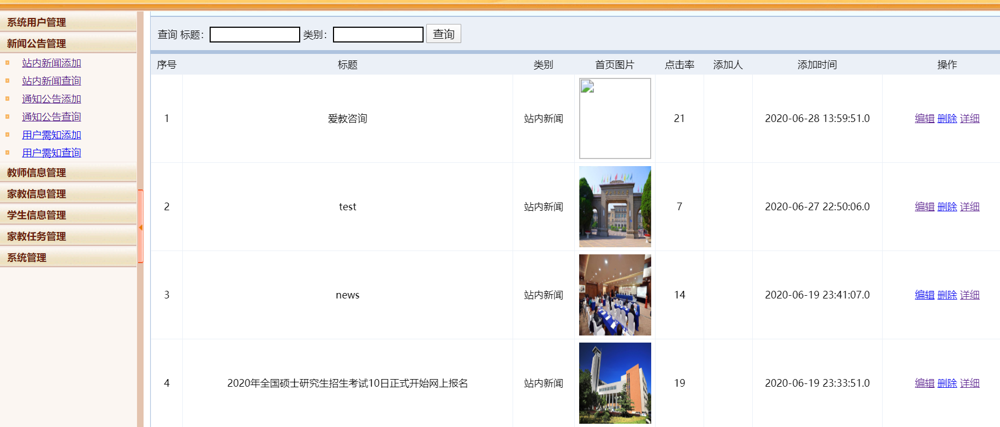 系统用户管理
新闻公告管理
站内新闻添加
站内新闻查询
通知公告添加
通知公告查询
用户需知添加
用户需知查询
教师信息管理
家教信息管理
学生信息管理
家教任务管理
系统管理
查询 标题： 类别： 查询
序号 标题 类别 首页图片 点击率 添加人 添加时间 操作
1 爱教咨询 站内新闻 21 2020-06-28 13:59:51.0 编辑 删除 详细
2 test 站内新闻 7 2020-06-27 22:50:06.0 编辑 删除 详细
3 news 站内新闻 14 2020-06-19 23:41:07.0 编辑 删除 详细
4 2020年全国硕士研究生招生考试10日正式开始网上报名 站内新闻 19 2020-06-19 23:33:51.0 编辑 删除 详细